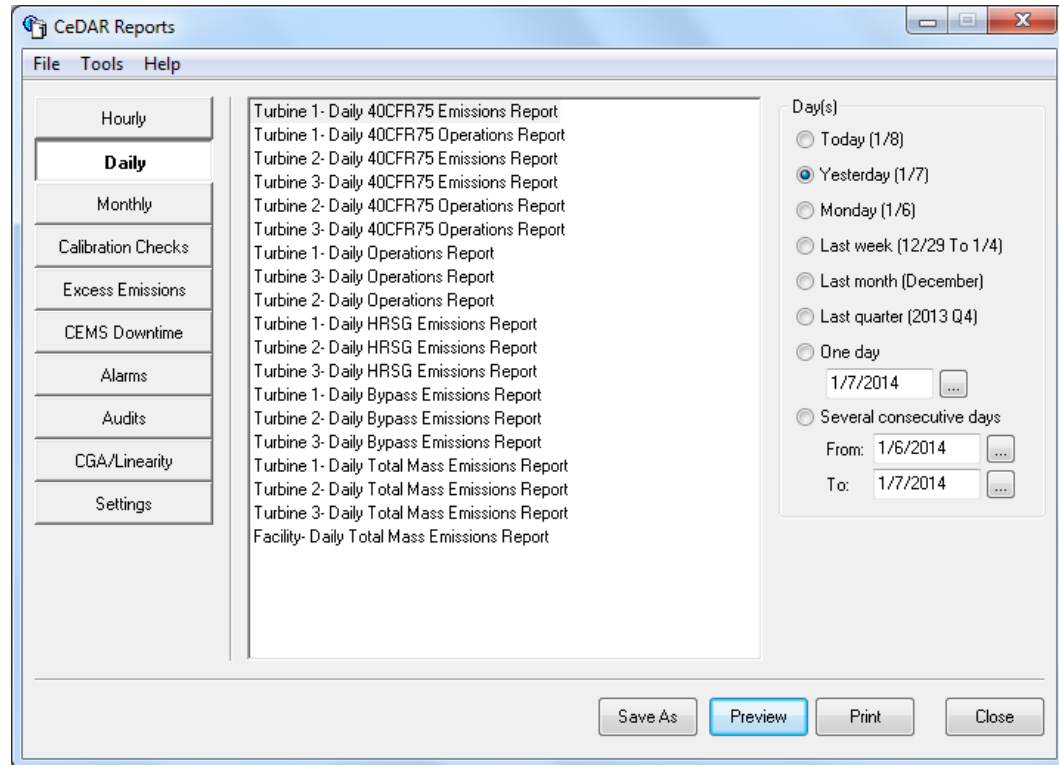 CeDAR Reports
File Tools Help
Hourly
Daily
Monthly
Calibration Checks
Excess Emissions
CEMS Downtime
Alarms
Audits
CGA/Linearity
Settings
Turbine 1- Daily 40CFR75 Emissions Report
Turbine 1- Daily 40CFR75 Operations Report
Turbine 2- Daily 40CFR75 Emissions Report
Turbine 3- Daily 40CFR75 Emissions Report
Turbine 2- Daily 40CFR75 Operations Report
Turbine 3- Daily 40CFR75 Operations Report
Turbine 1- Daily Operations Report
Turbine 3- Daily Operations Report
Turbine 2- Daily Operations Report
Turbine 1- Daily HRSG Emissions Report
Turbine 2- Daily HRSG Emissions Report
Turbine 3- Daily HRSG Emissions Report
Turbine 1- Daily Bypass Emissions Report
Turbine 2- Daily Bypass Emissions Report
Turbine 3- Daily Bypass Emissions Report
Turbine 1- Daily Total Mass Emissions Report
Turbine 2- Daily Total Mass Emissions Report
Turbine 3- Daily Total Mass Emissions Report
Facility- Daily Total Mass Emissions Report
Day(s)
Today (1/8)
Yesterday (1/7)
Monday (1/6)
Last week (12/29 To 1/4)
Last month (December)
Last quarter (2013 Q4)
One day
1/7/2014 ...
Several consecutive days
From: 1/6/2014 ...
To: 1/7/2014 ...
Save As Preview Print Close